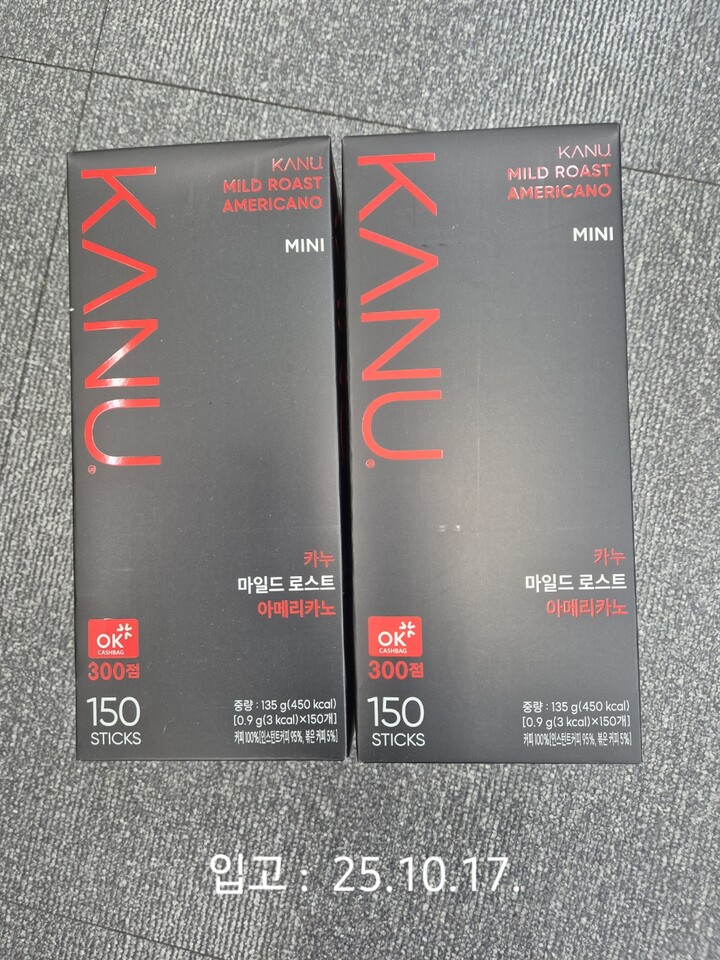 KANU
KANU
MILD ROAST
AMERICANO
MINI
카누
마일드 로스트
아메리카노
OK
CASHBAG
300점
150
STICKS
중량 : 135 g(450 kcal)
[0.9 g(3 kcal)×150개]
커피 100%[인스턴트커피 95%, 볶은 커피 5%]
KANU
KANU
MILD ROAST
AMERICANO
MINI
카누
마일드 로스트
아메리카노
OK
CASHBAG
300점
150
STICKS
중량 : 135 g(450 kcal)
[0.9 g(3 kcal)×150개]
커피 100%[인스턴트커피 95%, 볶은 커피 5%]
입고 : 25.10.17.